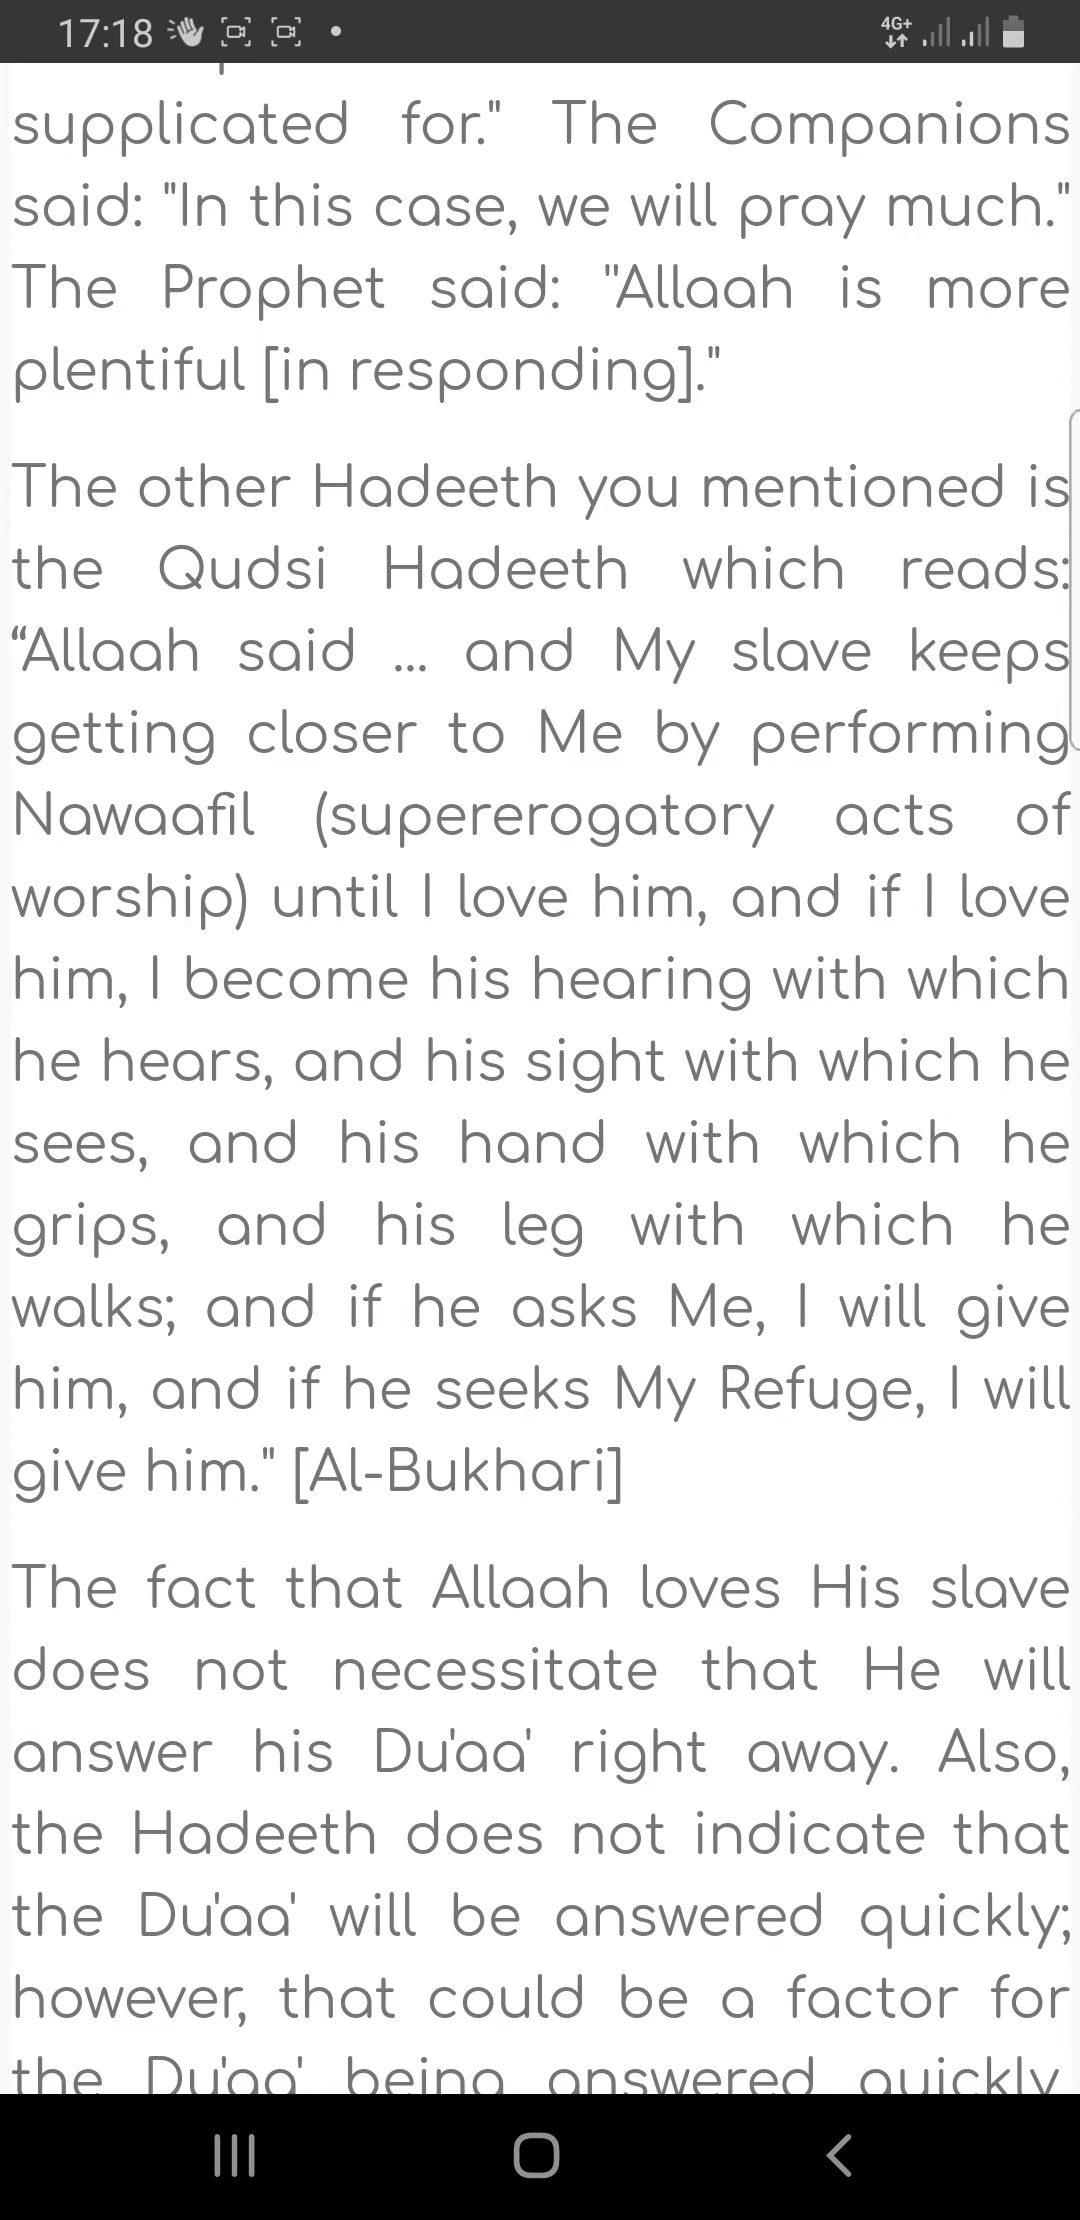 17:18
4G+
supplicated for." The Companions
said: "In this case, we will pray much."
The Prophet said: "Allaah is more
plentiful [in responding]."
The other Hadeeth you mentioned is
the Qudsi Hadeeth which reads:
“Allaah said ... and My slave keeps
getting closer to Me by performing
Nawaafil (supererogatory acts of
worship) until I love him, and if I love
him, I become his hearing with which
he hears, and his sight with which he
sees, and his hand with which he
grips, and his leg with which he
walks; and if he asks Me, I will give
him, and if he seeks My Refuge, I will
give him." [Al-Bukhari]
The fact that Allaah loves His slave
does not necessitate that He will
answer his Du'aa' right away. Also,
the Hadeeth does not indicate that
the Du'aa' will be answered quickly;
however, that could be a factor for
the Du'aa' being answered quickly